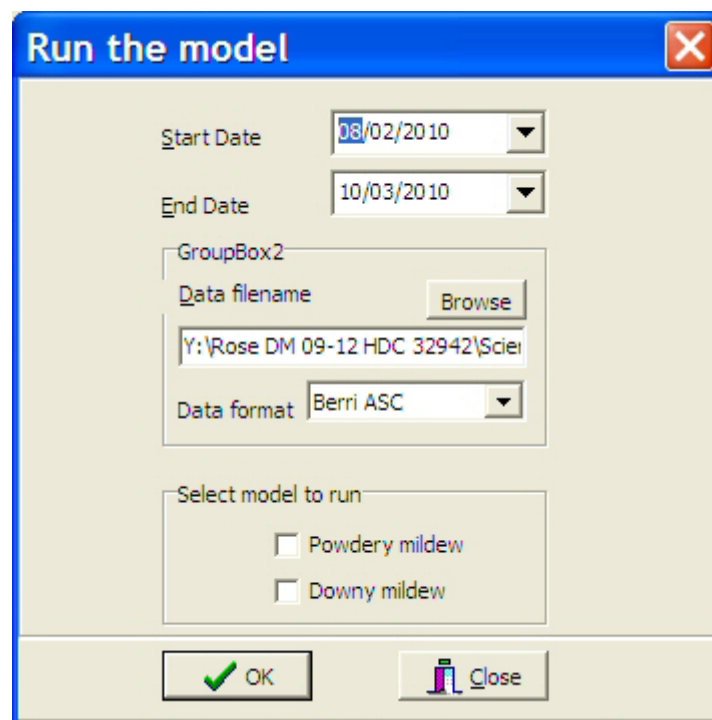 Run the model
Start Date 08/02/2010
End Date 10/03/2010
GroupBox2
Data filename Browse
Y:\Rose DM 09-12 HDC 32942\Scier
Data format Berri ASC
Select model to run
Powdery mildew
Downy mildew
OK Close